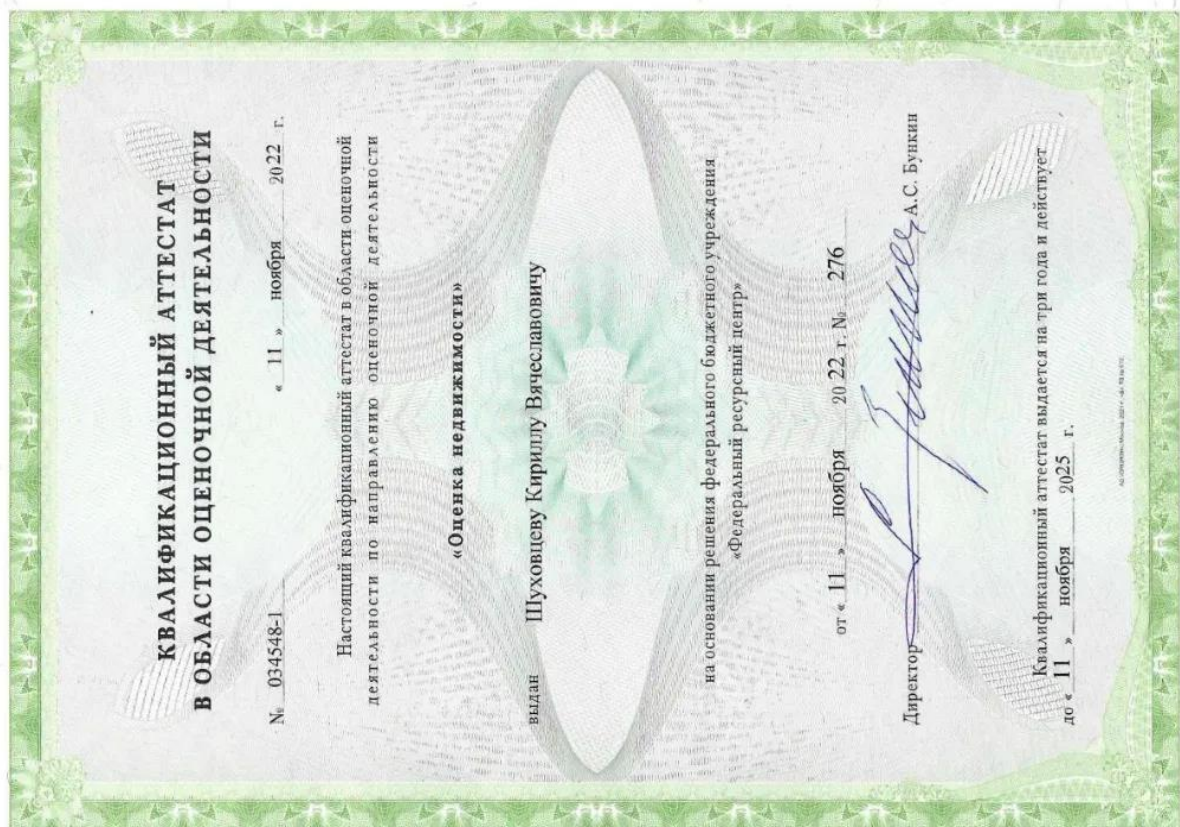 КВАЛИФИКАЦИОННЫЙ АТТЕСТАТ
В ОБЛАСТИ ОЦЕНОЧНОЙ ДЕЯТЕЛЬНОСТИ
№ 034548-1 « 11 » ноября 2022 г.
Настоящий квалификационный аттестат в области оценочной
деятельности по направлению оценочной деятельности
«Оценка недвижимости»
выдан Шуховцеву Кириллу Вячеславовичу
на основании решения федерального бюджетного учреждения
«Федеральный ресурсный центр»
от « 11 » ноября 2022 г. № 276
Директор А.С. Бункин
Квалификационный аттестат выдается на три года и действует
до « 11 » ноября 2025 г.